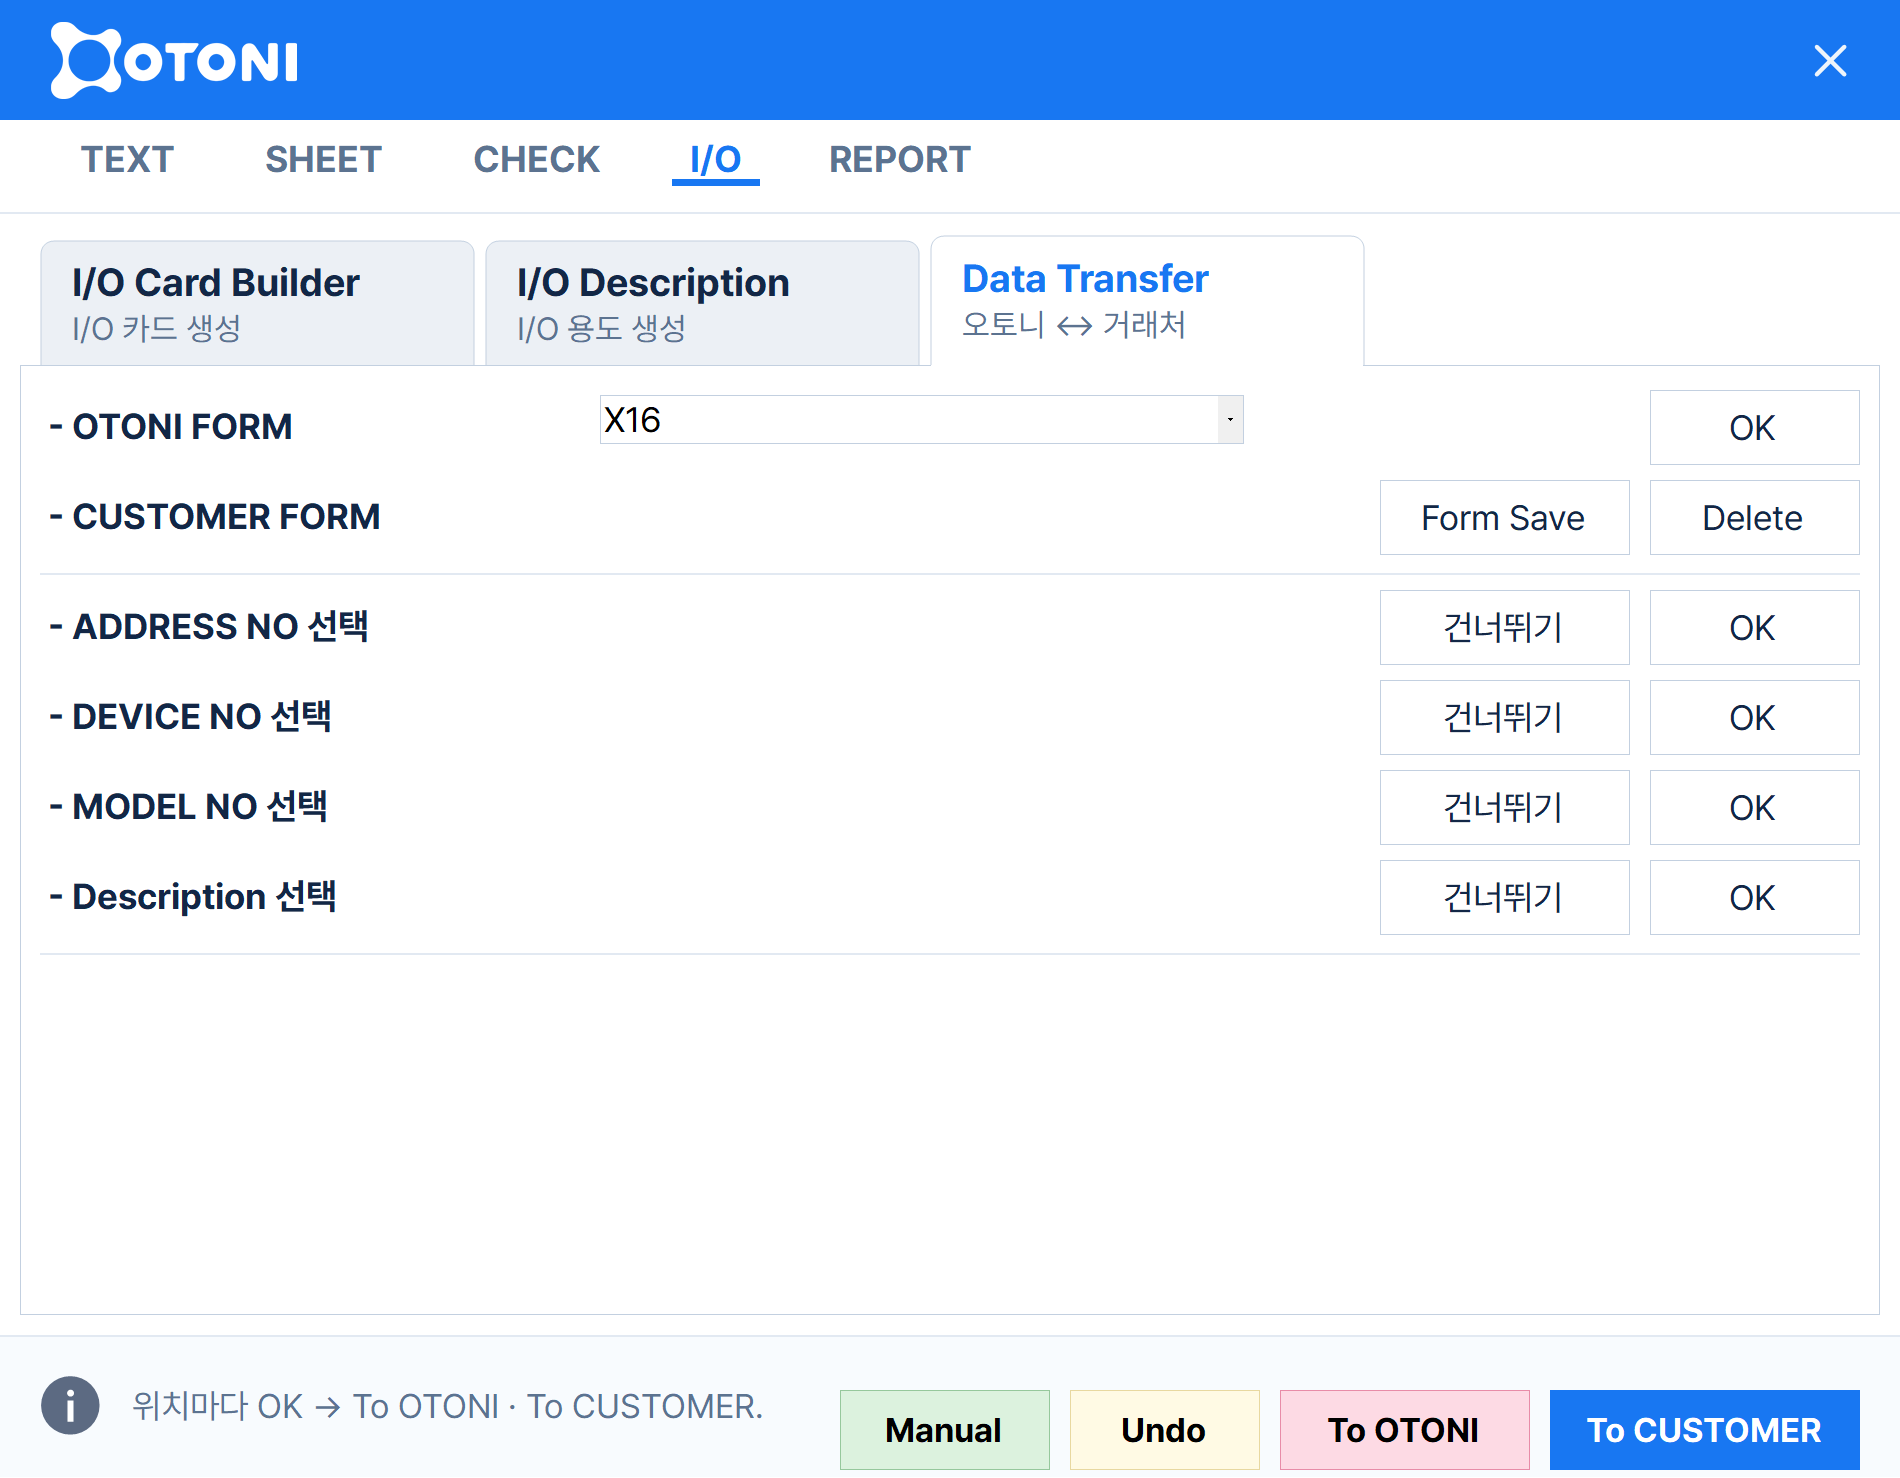 OTONI
TEXT SHEET CHECK I/O REPORT
I/O Card Builder
I/O 카드 생성
I/O Description
I/O 용도 생성
Data Transfer
오토니 ↔ 거래처
- OTONI FORM X16 OK
- CUSTOMER FORM Form Save Delete
- ADDRESS NO 선택 건너뛰기 OK
- DEVICE NO 선택 건너뛰기 OK
- MODEL NO 선택 건너뛰기 OK
- Description 선택 건너뛰기 OK
위치마다 OK → To OTONI · To CUSTOMER.
Manual Undo To OTONI To CUSTOMER